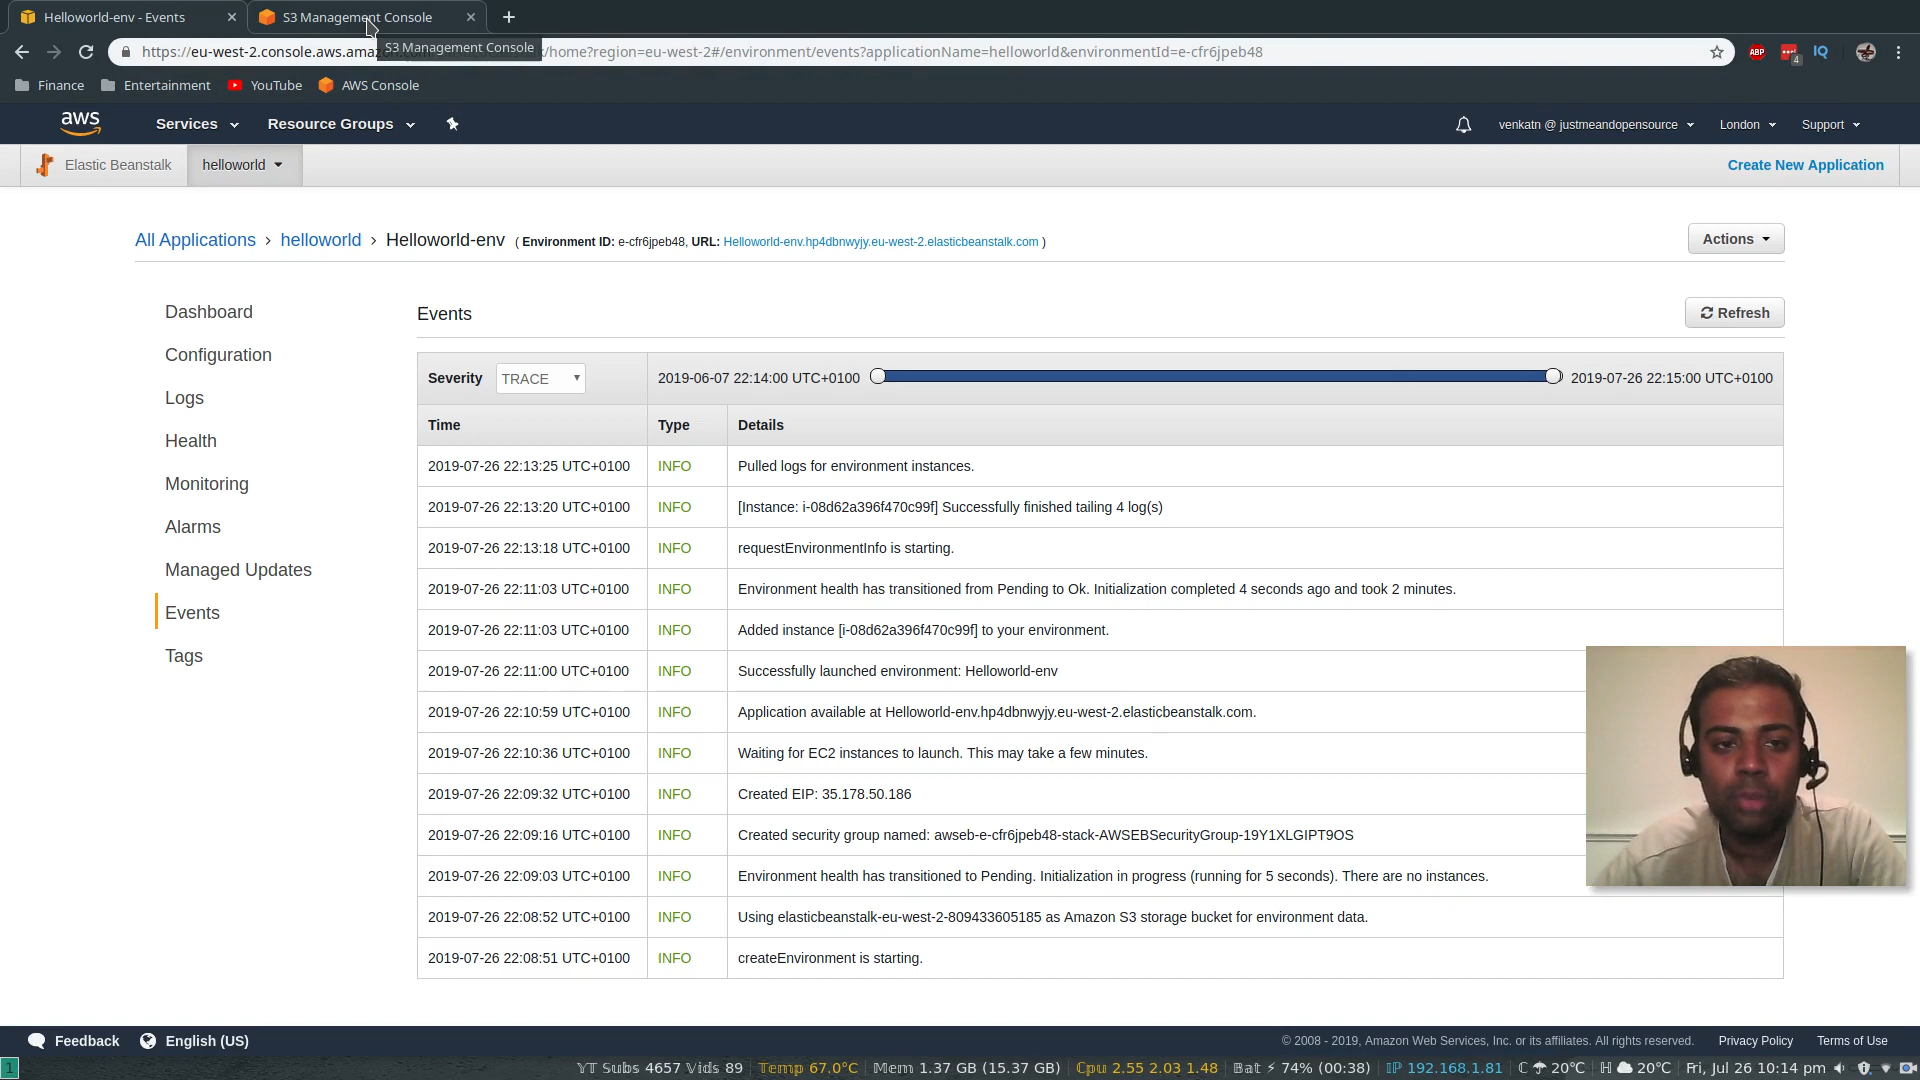 Helloworld-env - Events
S3 Management Console
https://eu-west-2.console.aws.ama
/home?region=eu-west-2#/environment/events?applicationName=helloworld&environmentId=e-cfr6jpeb48
S3 Management Console
ABP
4
IQ
Finance
Entertainment
YouTube
AWS Console
aws
Services
Resource Groups
venkatn @ justmeandopensource
London
Support
Elastic Beanstalk
helloworld
Create New Application
All Applications › helloworld › Helloworld-env ( Environment ID: e-cfr6jpeb48, URL: Helloworld-env.hp4dbnwyjy.eu-west-2.elasticbeanstalk.com )
Actions
Dashboard
Configuration
Logs
Health
Monitoring
Alarms
Managed Updates
Events
Tags
Events
Refresh
Severity TRACE 2019-06-07 22:14:00 UTC+0100 2019-07-26 22:15:00 UTC+0100
Time Type Details
2019-07-26 22:13:25 UTC+0100 INFO Pulled logs for environment instances.
2019-07-26 22:13:20 UTC+0100 INFO [Instance: i-08d62a396f470c99f] Successfully finished tailing 4 log(s)
2019-07-26 22:13:18 UTC+0100 INFO requestEnvironmentInfo is starting.
2019-07-26 22:11:03 UTC+0100 INFO Environment health has transitioned from Pending to Ok. Initialization completed 4 seconds ago and took 2 minutes.
2019-07-26 22:11:03 UTC+0100 INFO Added instance [i-08d62a396f470c99f] to your environment.
2019-07-26 22:11:00 UTC+0100 INFO Successfully launched environment: Helloworld-env
2019-07-26 22:10:59 UTC+0100 INFO Application available at Helloworld-env.hp4dbnwyjy.eu-west-2.elasticbeanstalk.com.
2019-07-26 22:10:36 UTC+0100 INFO Waiting for EC2 instances to launch. This may take a few minutes.
2019-07-26 22:09:32 UTC+0100 INFO Created EIP: 35.178.50.186
2019-07-26 22:09:16 UTC+0100 INFO Created security group named: awseb-e-cfr6jpeb48-stack-AWSEBSecurityGroup-19Y1XLGIPT9OS
2019-07-26 22:09:03 UTC+0100 INFO Environment health has transitioned to Pending. Initialization in progress (running for 5 seconds). There are no instances.
2019-07-26 22:08:52 UTC+0100 INFO Using elasticbeanstalk-eu-west-2-809433605185 as Amazon S3 storage bucket for environment data.
2019-07-26 22:08:51 UTC+0100 INFO createEnvironment is starting.
Feedback
English (US)
© 2008 - 2019, Amazon Web Services, Inc. or its affiliates. All rights reserved.
Privacy Policy
Terms of Use
1
YT Subs 4657 Vids 89 Temp 67.0°C Mem 1.37 GB (15.37 GB) Cpu 2.55 2.03 1.48 Bat ⚡ 74% (00:38) IP 192.168.1.81 C ☂ 20℃ H ☁ 20℃ Fri, Jul 26 10:14 pm